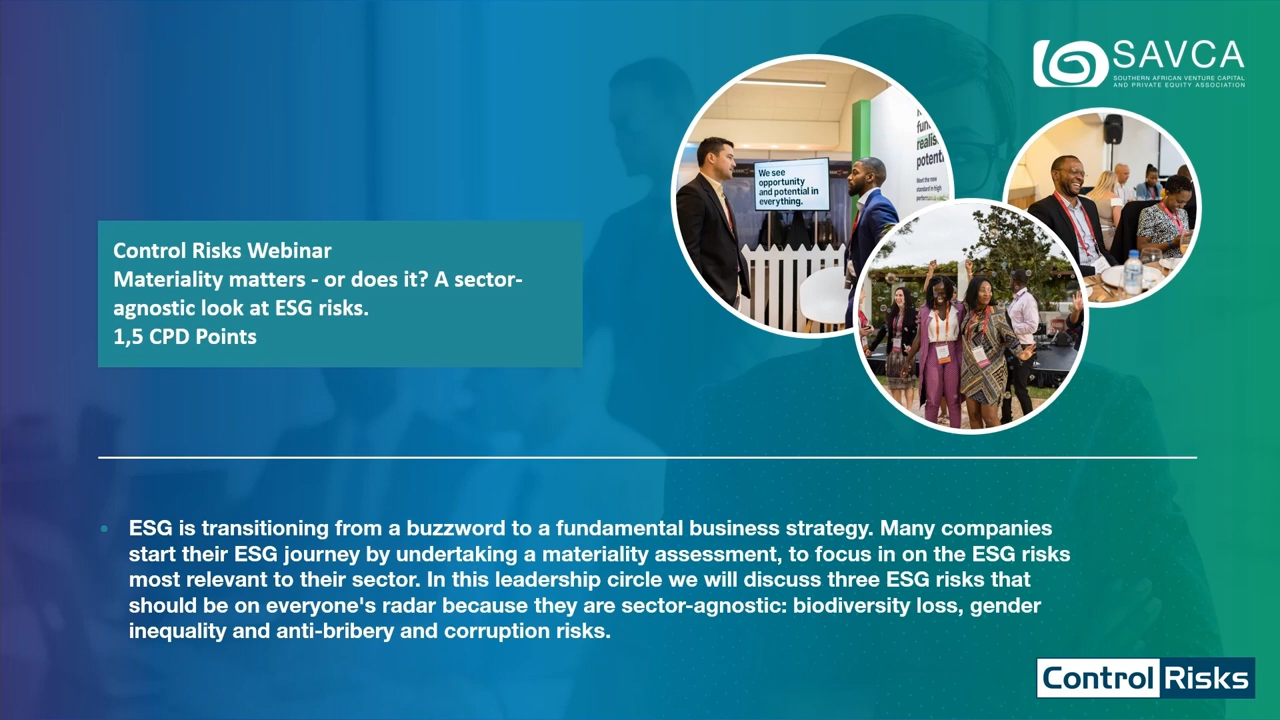 SAVCA
SOUTHERN AFRICAN VENTURE CAPITAL
AND PRIVATE EQUITY ASSOCIATION
We see
opportunity
and potential in
everything.
Control Risks Webinar
Materiality matters - or does it? A sector-
agnostic look at ESG risks.
1,5 CPD Points
ESG is transitioning from a buzzword to a fundamental business strategy. Many companies
start their ESG journey by undertaking a materiality assessment, to focus in on the ESG risks
most relevant to their sector. In this leadership circle we will discuss three ESG risks that
should be on everyone's radar because they are sector-agnostic: biodiversity loss, gender
inequality and anti-bribery and corruption risks.
Control Risks